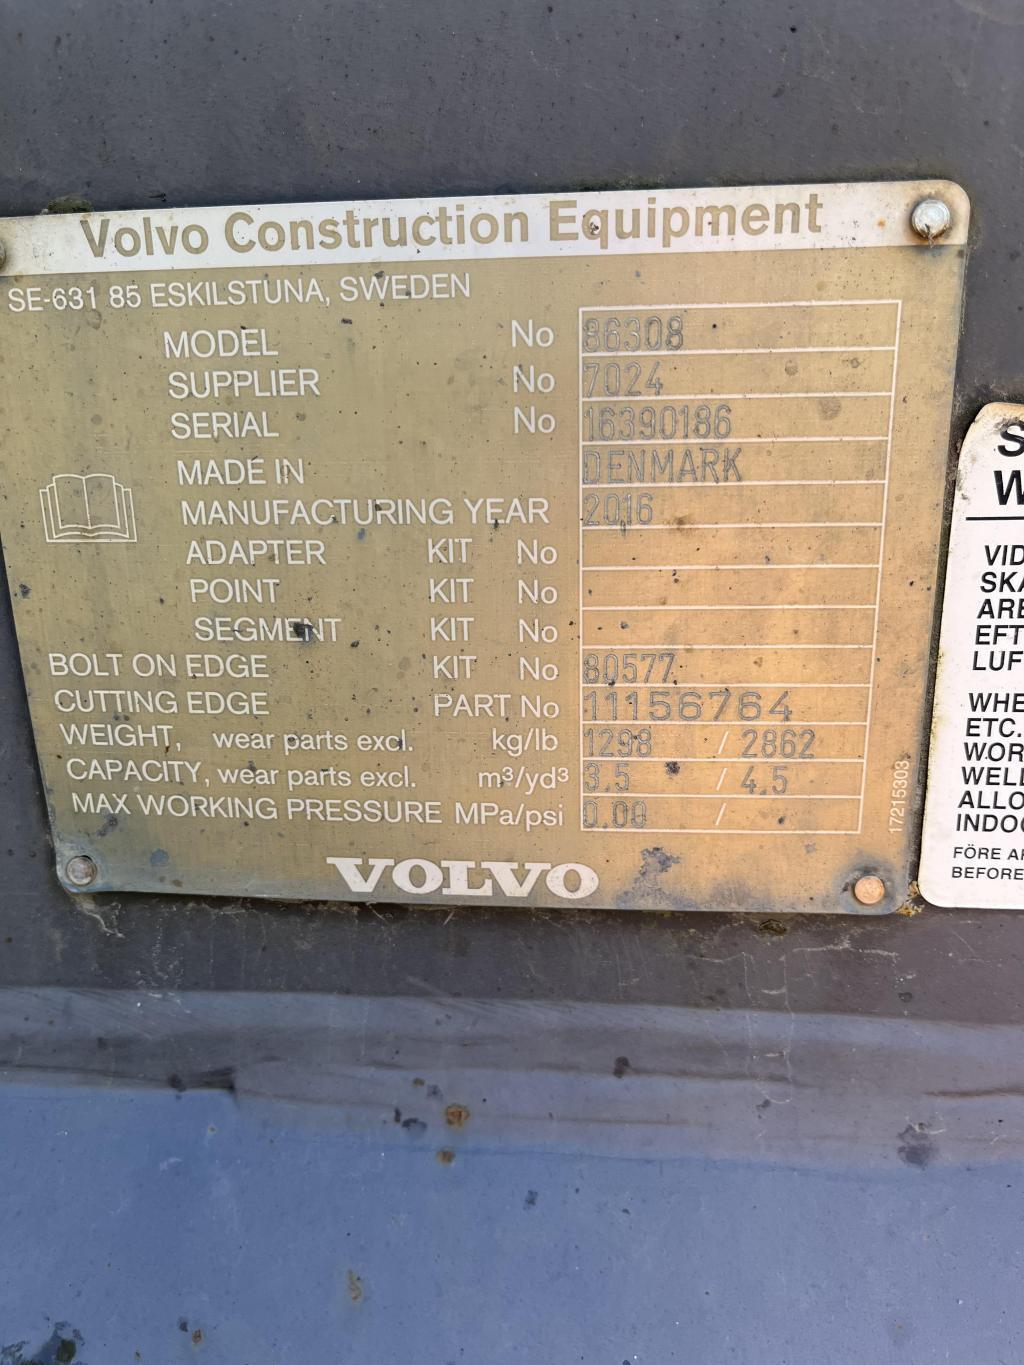 Volvo Construction Equipment
SE-631 85 ESKILSTUNA, SWEDEN
MODEL No 86308
SUPPLIER No 7024
SERIAL No 16390186
MADE IN DENMARK
MANUFACTURING YEAR 2016
ADAPTER KIT No
POINT KIT No
SEGMENT KIT No
BOLT ON EDGE KIT No 80577
CUTTING EDGE PART No 11156764
WEIGHT, wear parts excl. kg/lb 1298 / 2862
CAPACITY, wear parts excl. m³/yd³ 3.5 / 4.5
MAX WORKING PRESSURE MPa/psi 0.00 /
17215303
VOLVO
S
W
VID
SKA
ARE
EFT
LUF
WHE
ETC.
WOR
WELL
ALLO
INDOO
FÖRE A
BEFORE